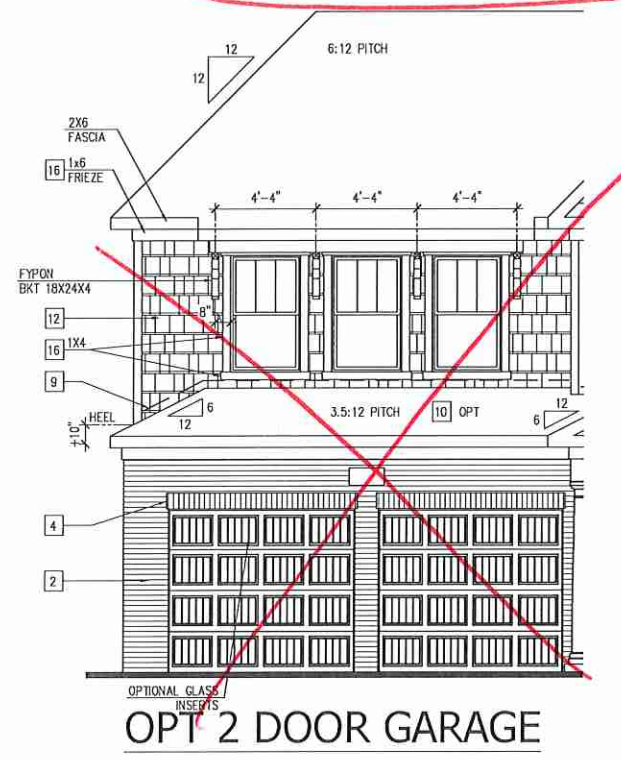 12
6:12 PITCH
12
2X6
FASCIA
16 1x6
FRIEZE
4'-4" 4'-4" 4'-4"
FYPON
BKT 18X24X4
8"
12
16 1X4
9
6
12
3.5:12 PITCH 10 OPT
12
6
HEEL
±10"
4
2
OPTIONAL GLASS
INSERTS
OPT 2 DOOR GARAGE